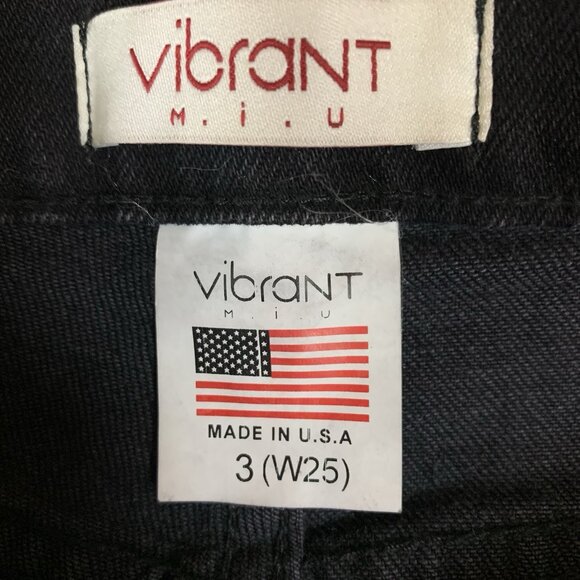 vibrant
M.i.U
vibrant
M.i.U
MADE IN U.S.A
3 (W25)